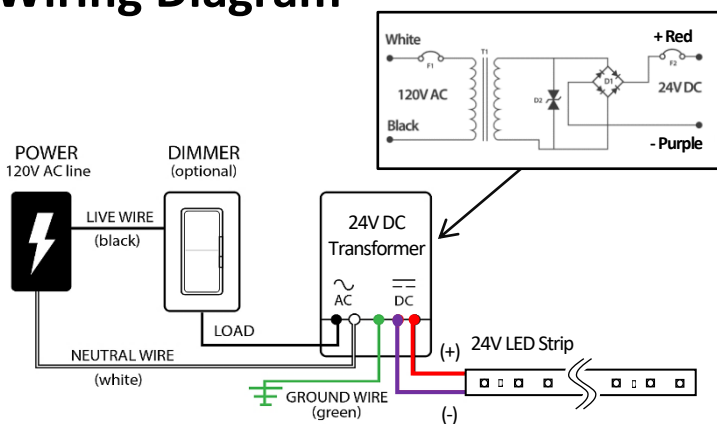 Wiring Diagram
White
+ Red
F1
T1
F2
120V AC
D1
24V DC
D2
Black
- Purple
POWER
120V AC line
DIMMER
(optional)
LIVE WIRE
(black)
24V DC
Transformer
AC
DC
LOAD
NEUTRAL WIRE
(white)
(+)
24V LED Strip
GROUND WIRE
(green)
(-)